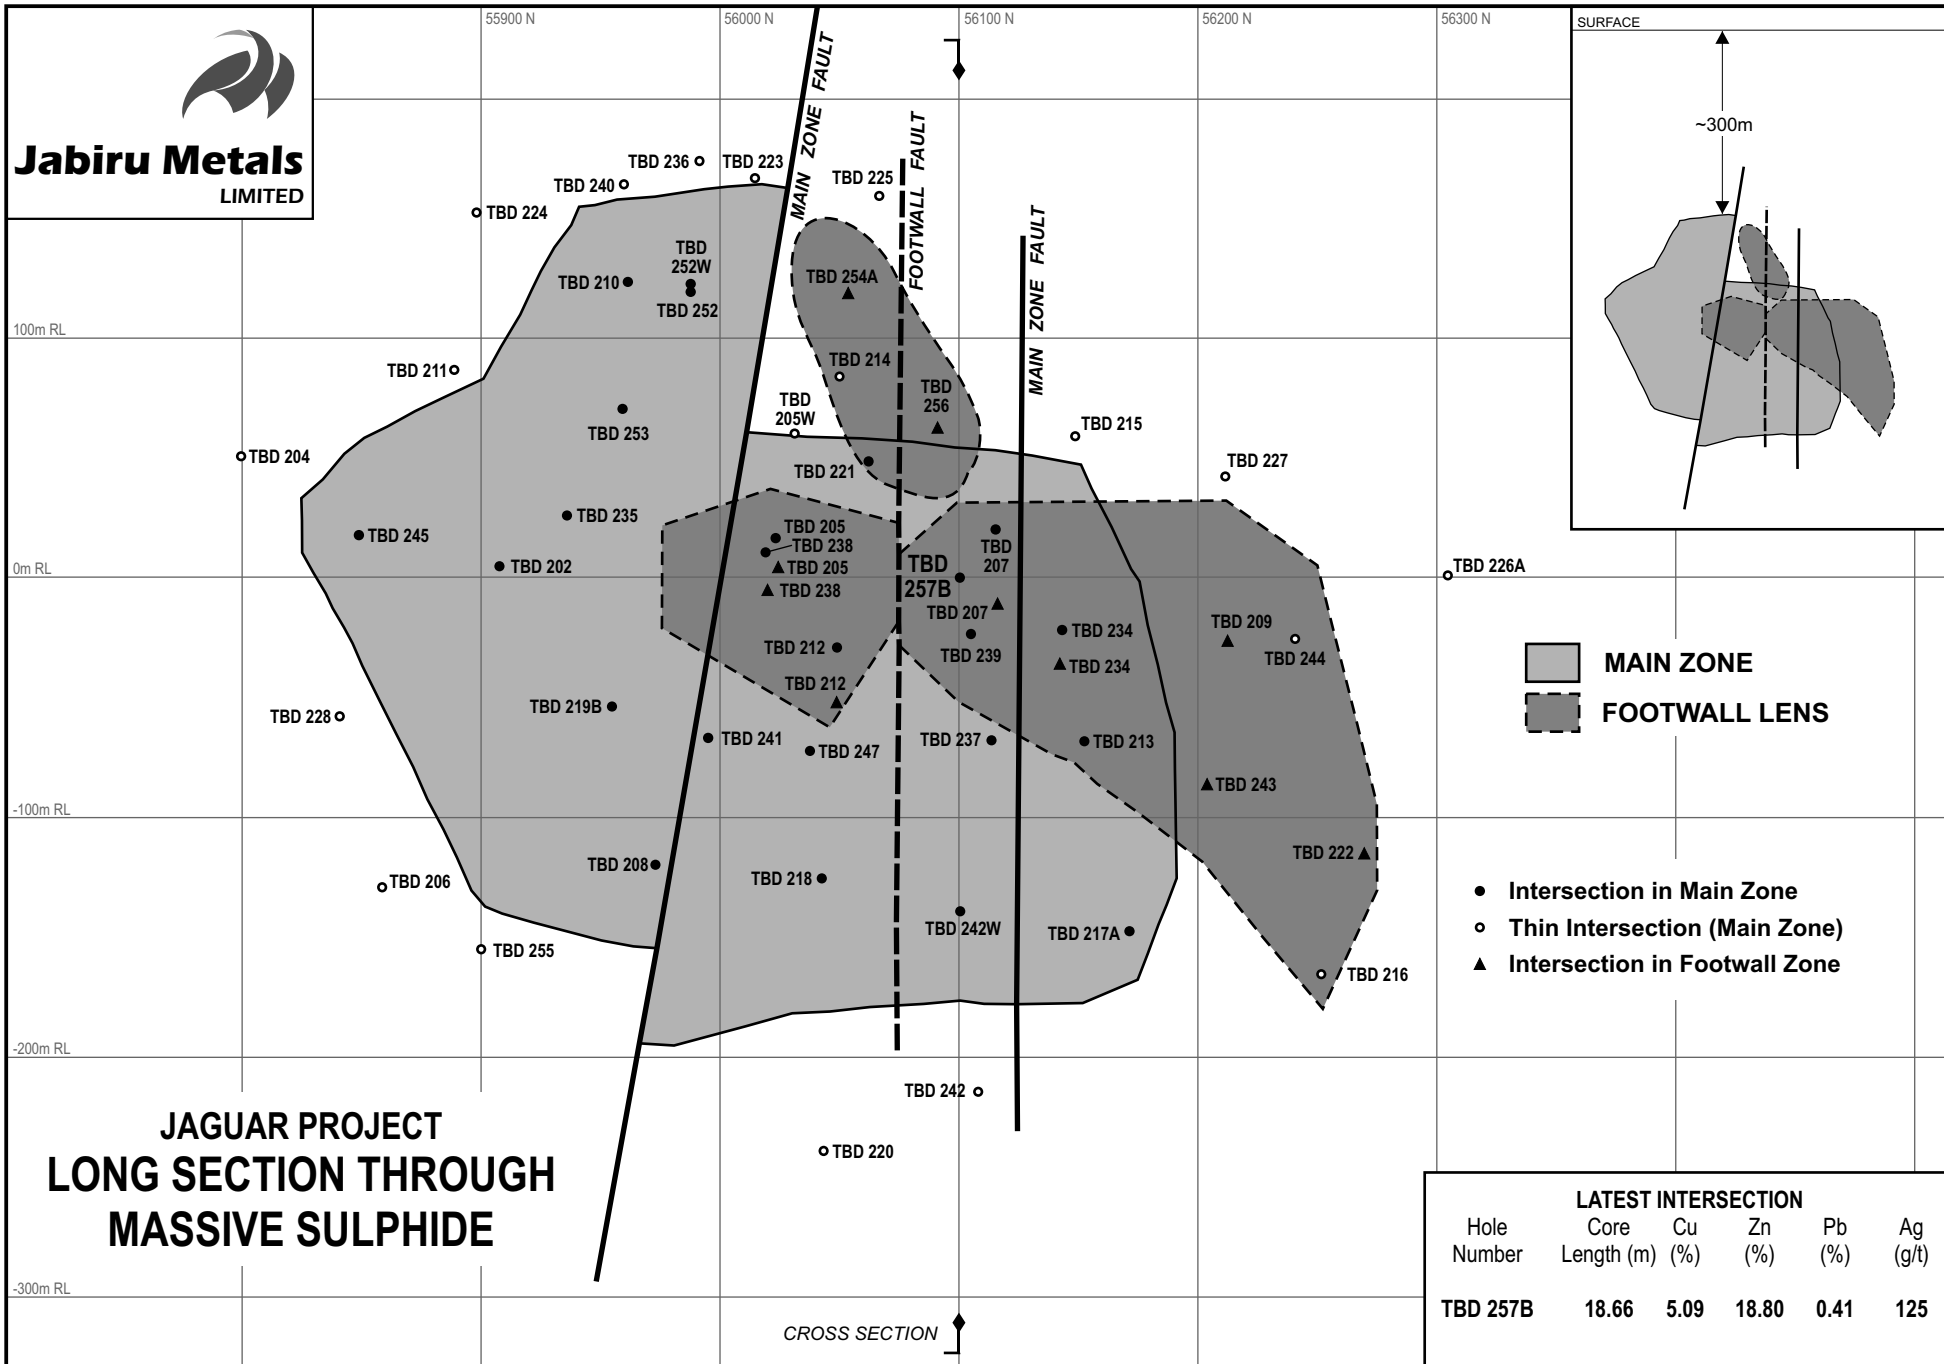 55900 N
56000 N
56100 N
56200 N
56300 N
Jabiru Metals
LIMITED
SURFACE
~300m
MAIN ZONE FAULT
FOOTWALL FAULT
MAIN ZONE FAULT
TBD 236
TBD 223
TBD 240
TBD 225
TBD 224
TBD
252W
TBD 210
TBD 252
TBD 254A
100m RL
TBD 211
TBD 214
TBD
256
TBD
205W
TBD 253
TBD 215
TBD 204
TBD 221
TBD 227
TBD 235
TBD 245
TBD 205
TBD 238
TBD 205
TBD 238
TBD
207
TBD
257B
TBD 202
0m RL
TBD 226A
TBD 207
TBD 209
TBD 234
TBD 212
TBD 239
TBD 244
TBD 234
TBD 212
MAIN ZONE
FOOTWALL LENS
TBD 219B
TBD 228
TBD 241
TBD 247
TBD 237
TBD 213
TBD 243
-100m RL
TBD 208
TBD 218
TBD 222
TBD 206
TBD 242W
TBD 217A
TBD 255
TBD 216
Intersection in Main Zone
Thin Intersection (Main Zone)
Intersection in Footwall Zone
-200m RL
TBD 242
TBD 220
JAGUAR PROJECT
LONG SECTION THROUGH
MASSIVE SULPHIDE
-300m RL
CROSS SECTION
LATEST INTERSECTION
Hole Core Cu Zn Pb Ag
Number Length (m) (%) (%) (%) (g/t)
TBD 257B 18.66 5.09 18.80 0.41 125